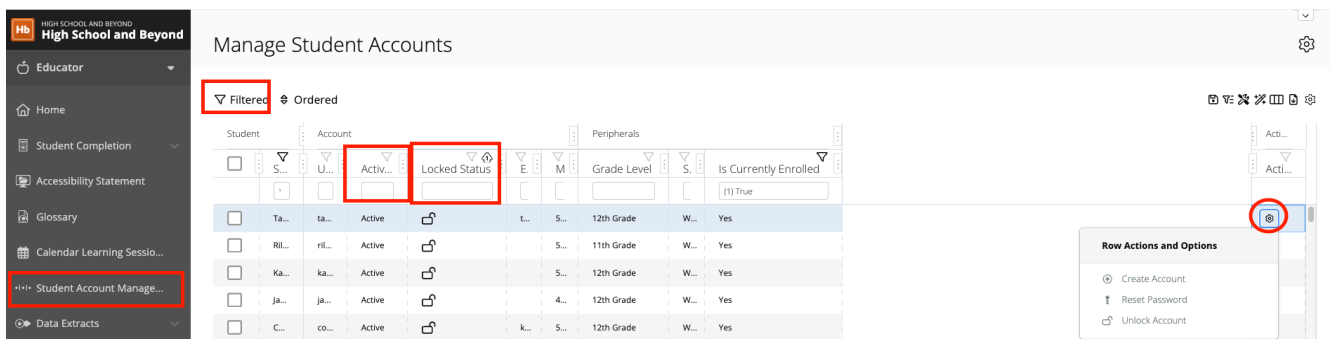 Hb
HIGH SCHOOL AND BEYOND
High School and Beyond
Educator
Home
Student Completion
Accessibility Statement
Glossary
Calendar Learning Sessio...
Student Account Manage...
Data Extracts
Manage Student Accounts
Filtered Ordered
Student Account Peripherals Acti...
S... U... Activ... Locked Status E. M Grade Level S. Is Currently Enrolled Acti...
(1) True
Ta... ta... Active t... 5... 12th Grade W... Yes
Ril... ril... Active 5... 11th Grade W... Yes
Ka... ka... Active 5... 12th Grade W... Yes
Ja... ja... Active 4... 12th Grade W... Yes
C... co... Active k... 5... 12th Grade W... Yes
Row Actions and Options
Create Account
Reset Password
Unlock Account